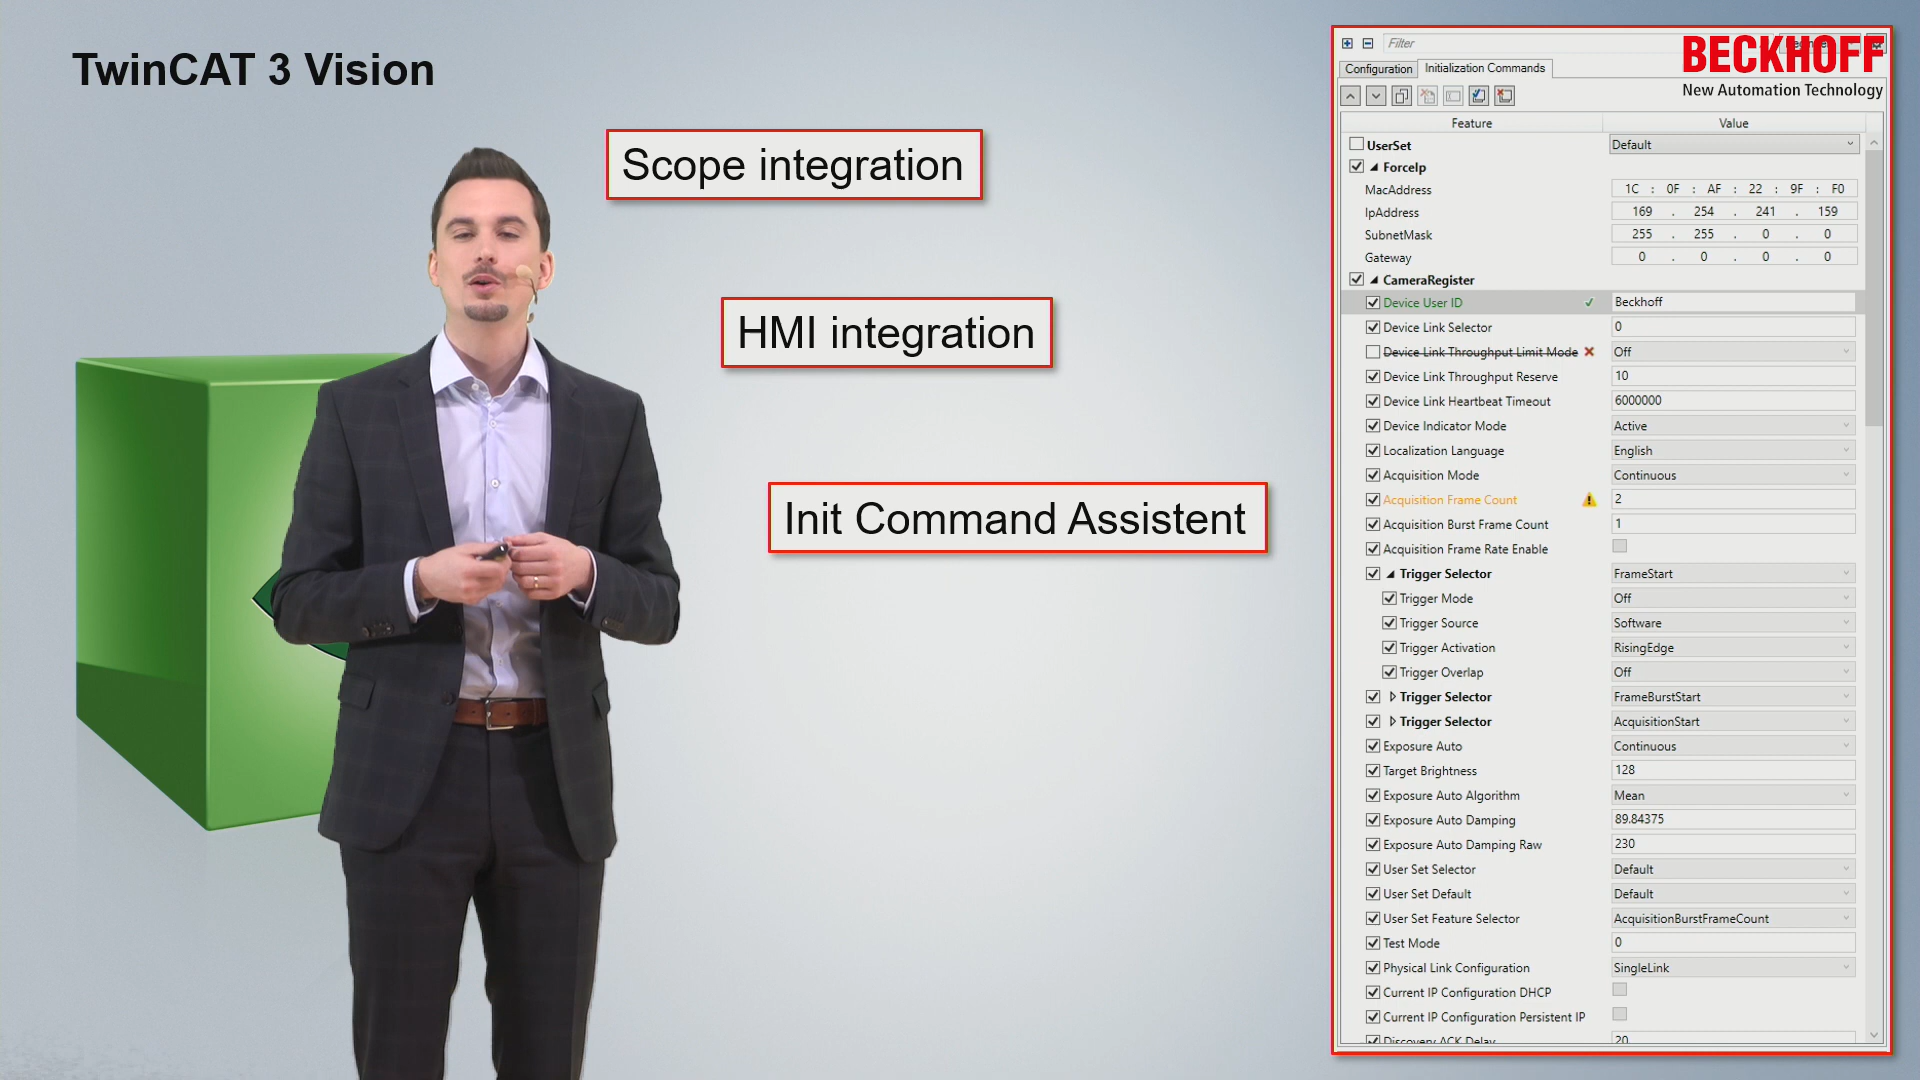 TwinCAT 3 Vision
Scope integration
HMI integration
Init Command Assistent
Filter
BECKHOFF
New Automation Technology
Configuration
Initialization Commands
Feature Value
UserSet Default
ForceIp
MacAddress 1C : 0F : AF : 22 : 9F : F0
IpAddress 169 . 254 . 241 . 159
SubnetMask 255 . 255 . 0 . 0
Gateway 0 . 0 . 0 . 0
CameraRegister
Device User ID Beckhoff
Device Link Selector 0
Device Link Throughput Limit Mode Off
Device Link Throughput Reserve 10
Device Link Heartbeat Timeout 6000000
Device Indicator Mode Active
Localization Language English
Acquisition Mode Continuous
Acquisition Frame Count 2
Acquisition Burst Frame Count 1
Acquisition Frame Rate Enable
Trigger Selector FrameStart
Trigger Mode Off
Trigger Source Software
Trigger Activation RisingEdge
Trigger Overlap Off
Trigger Selector FrameBurstStart
Trigger Selector AcquisitionStart
Exposure Auto Continuous
Target Brightness 128
Exposure Auto Algorithm Mean
Exposure Auto Damping 89.84375
Exposure Auto Damping Raw 230
User Set Selector Default
User Set Default Default
User Set Feature Selector AcquisitionBurstFrameCount
Test Mode 0
Physical Link Configuration SingleLink
Current IP Configuration DHCP
Current IP Configuration Persistent IP
Discovery ACK Delay 20